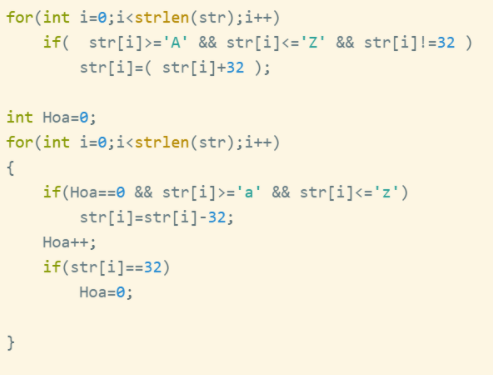 for(int i=0;i<strlen(str);i++)
    if(  str[i]>='A' && str[i]<='Z' && str[i]!=32 )
        str[i]=( str[i]+32 );

int Hoa=0;
for(int i=0;i<strlen(str);i++)
{
    if(Hoa==0 && str[i]>='a' && str[i]<='z')
        str[i]=str[i]-32;
    Hoa++;
    if(str[i]==32)
        Hoa=0;

}